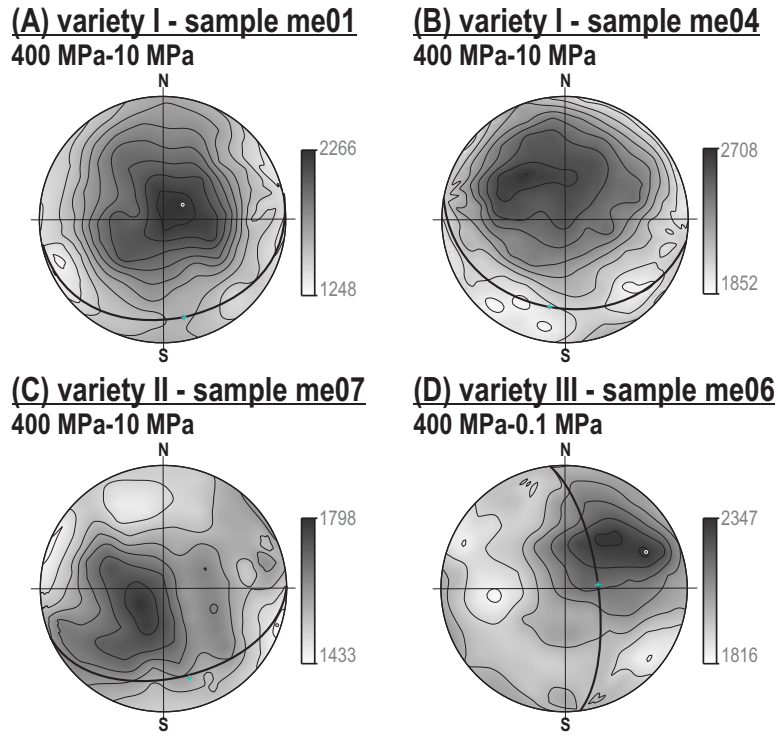 (A) variety I - sample me01
400 MPa-10 MPa
N
2266
1248
S
(B) variety I - sample me04
400 MPa-10 MPa
N
2708
1852
S
(C) variety II - sample me07
400 MPa-10 MPa
N
1798
1433
S
(D) variety III - sample me06
400 MPa-0.1 MPa
N
2347
1816
S